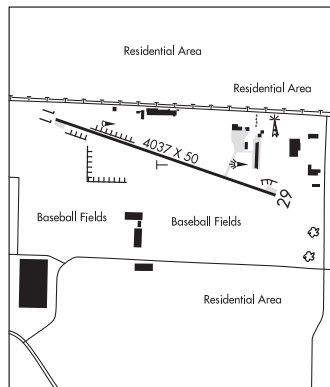 Residential Area
Residential Area
11
4037 X 50
29
Baseball Fields
Baseball Fields
Residential Area